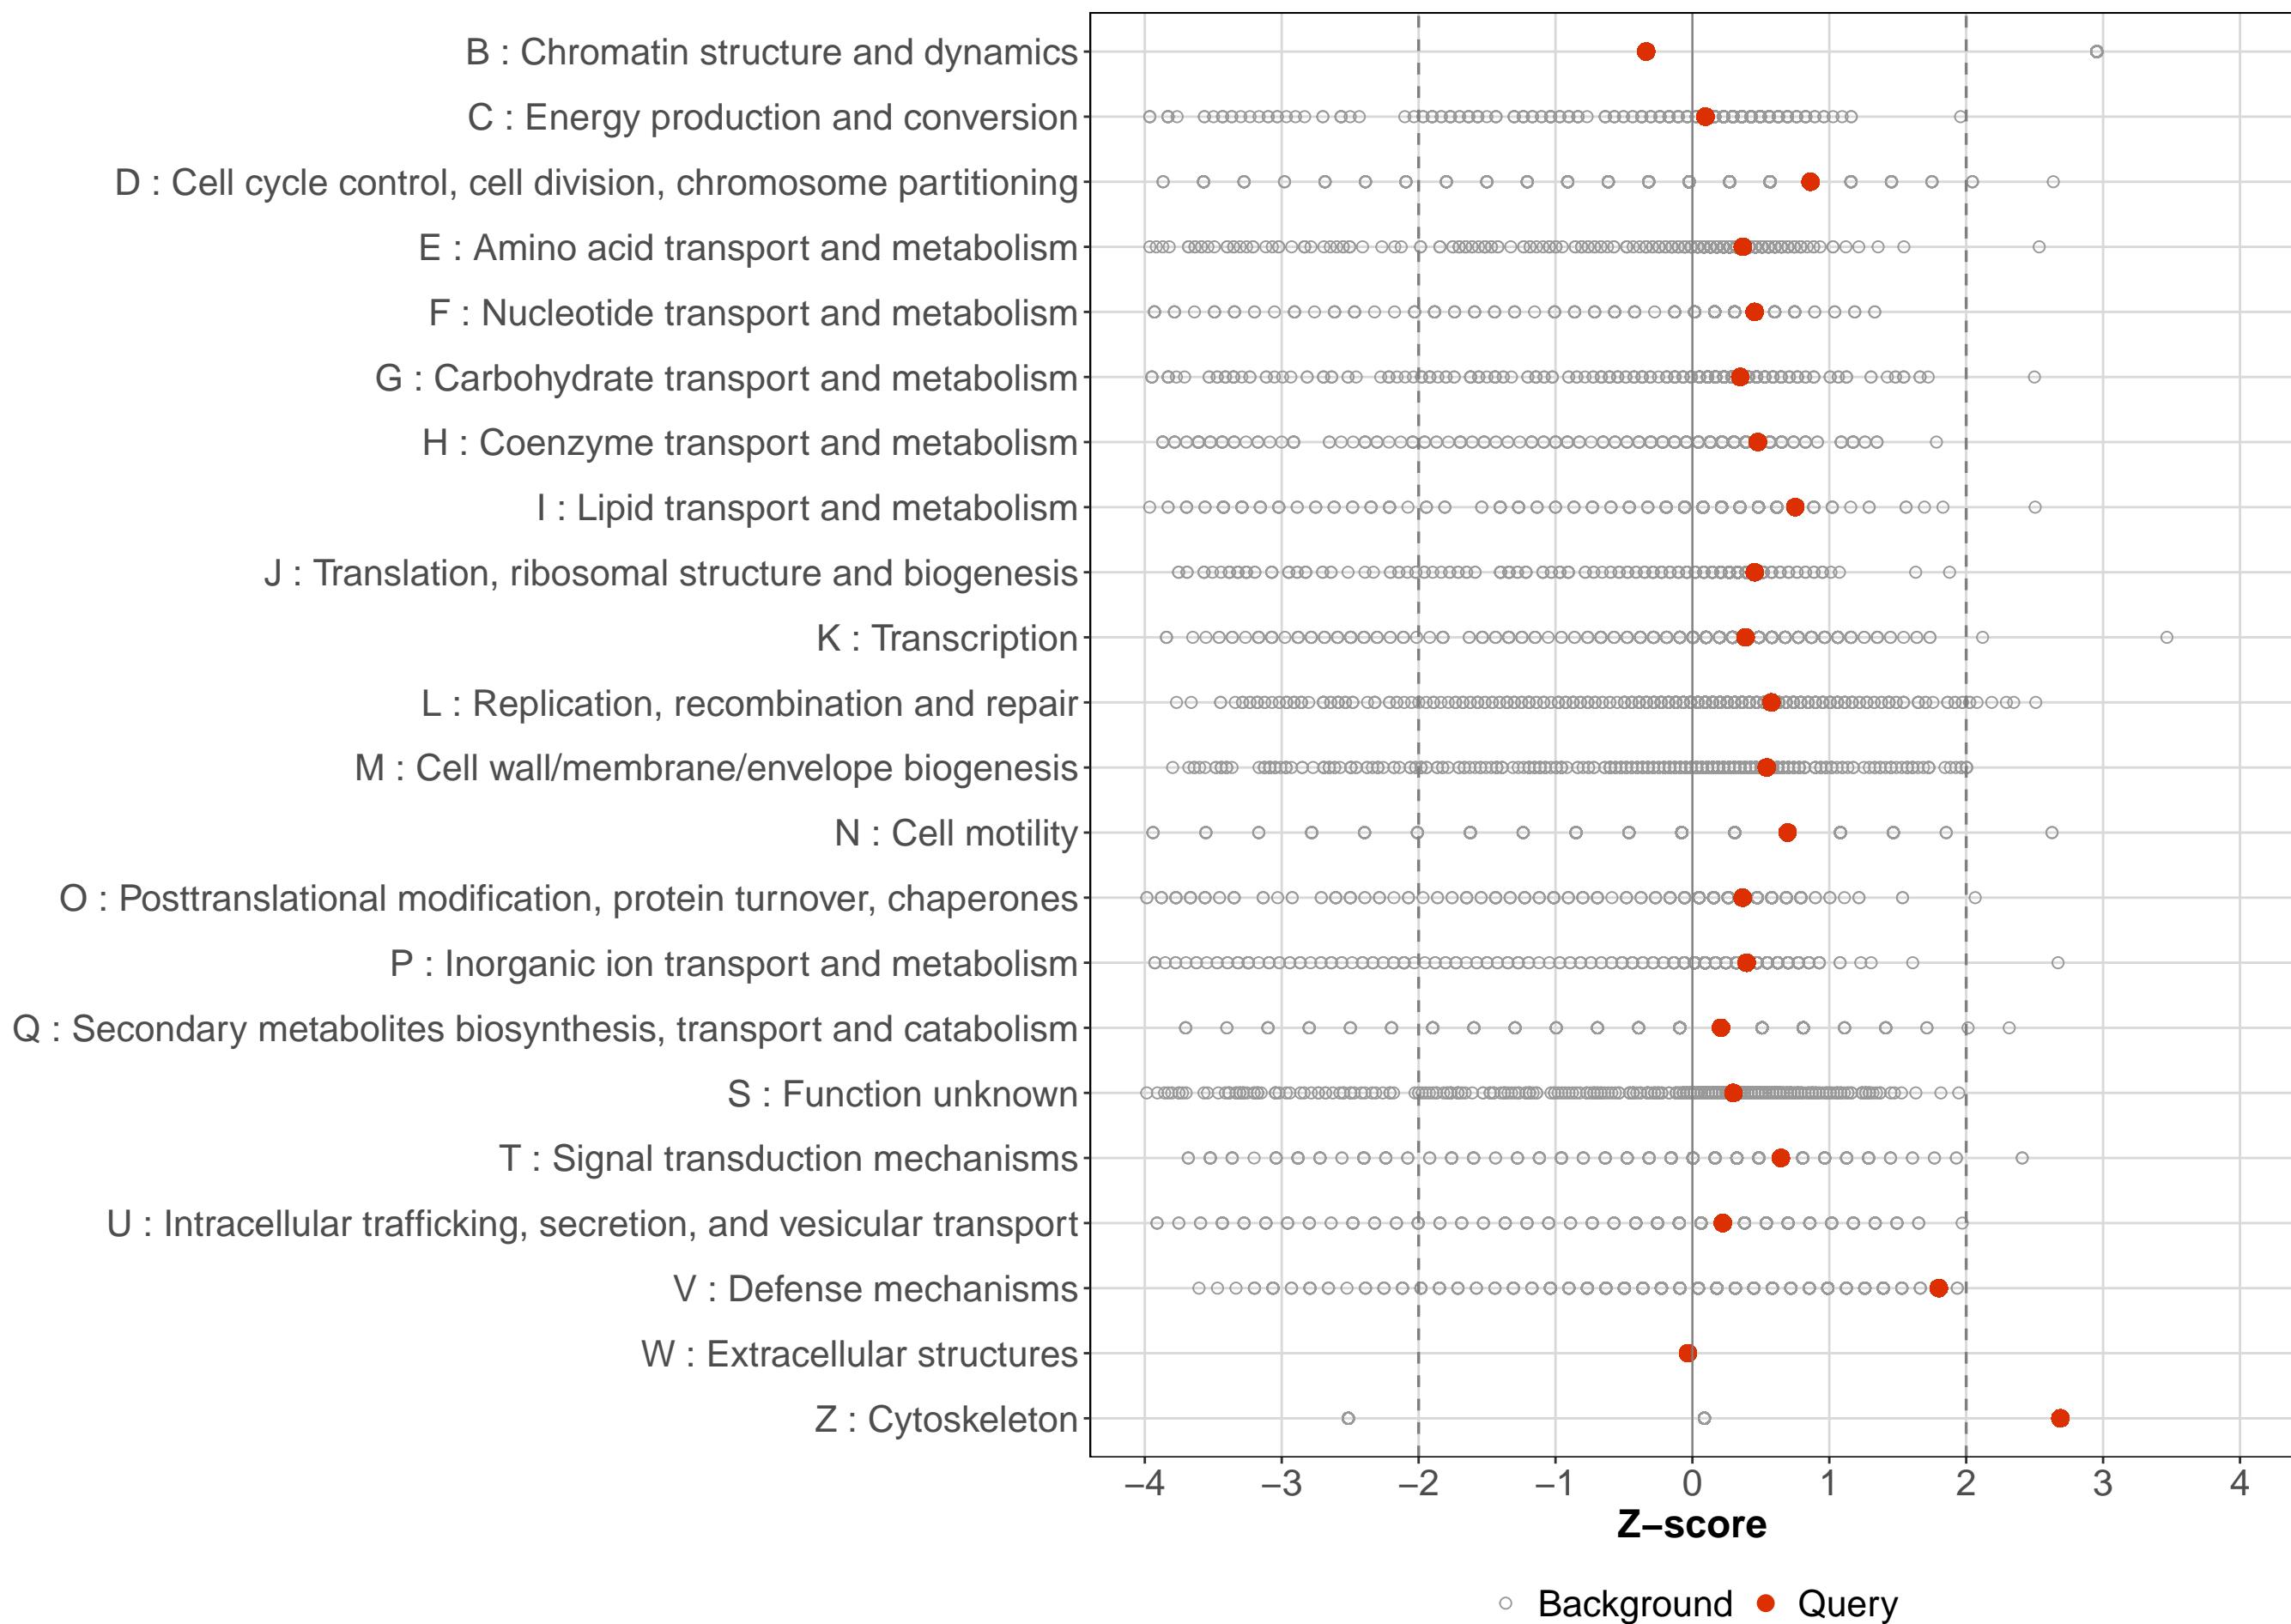 B : Chromatin structure and dynamics
C : Energy production and conversion
D : Cell cycle control, cell division, chromosome partitioning
E : Amino acid transport and metabolism
F : Nucleotide transport and metabolism
G : Carbohydrate transport and metabolism
H : Coenzyme transport and metabolism
I : Lipid transport and metabolism
J : Translation, ribosomal structure and biogenesis
K : Transcription
L : Replication, recombination and repair
M : Cell wall/membrane/envelope biogenesis
N : Cell motility
O : Posttranslational modification, protein turnover, chaperones
P : Inorganic ion transport and metabolism
Q : Secondary metabolites biosynthesis, transport and catabolism
S : Function unknown
T : Signal transduction mechanisms
U : Intracellular trafficking, secretion, and vesicular transport
V : Defense mechanisms
W : Extracellular structures
Z : Cytoskeleton
−4 −3 −2 −1 0 1 2 3 4
Z−score
Background Query